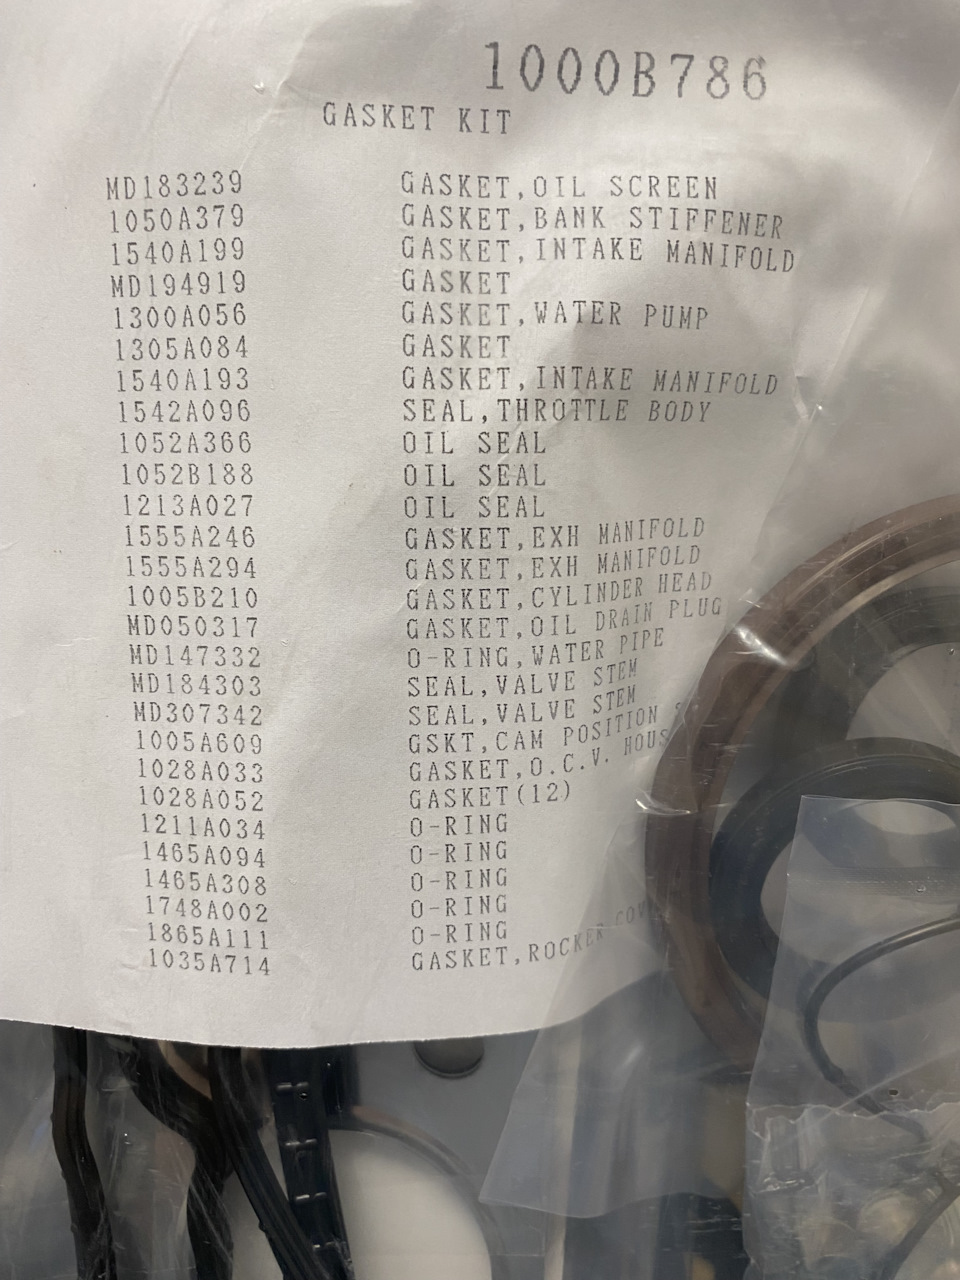 1000B786
GASKET KIT
MD183239 GASKET,OIL SCREEN
1050A379 GASKET,BANK STIFFENER
1540A199 GASKET,INTAKE MANIFOLD
MD194919 GASKET
1300A056 GASKET,WATER PUMP
1305A084 GASKET
1540A193 GASKET,INTAKE MANIFOLD
1542A096 SEAL,THROTTLE BODY
1052A366 OIL SEAL
1052B188 OIL SEAL
1213A027 OIL SEAL
1555A246 GASKET,EXH MANIFOLD
1555A294 GASKET,EXH MANIFOLD
1005B210 GASKET,CYLINDER HEAD
MD050317 GASKET,OIL DRAIN PLUG
MD147332 O-RING,WATER PIPE
MD184303 SEAL,VALVE STEM
MD307342 SEAL,VALVE STEM
1005A609 GSKT,CAM POSITION
1028A033 GASKET,O.C.V. HOUS
1028A052 GASKET(12)
1211A034 O-RING
1465A094 O-RING
1465A308 O-RING
1748A002 O-RING
1865A111 O-RING
1035A714 GASKET,ROCKER COV